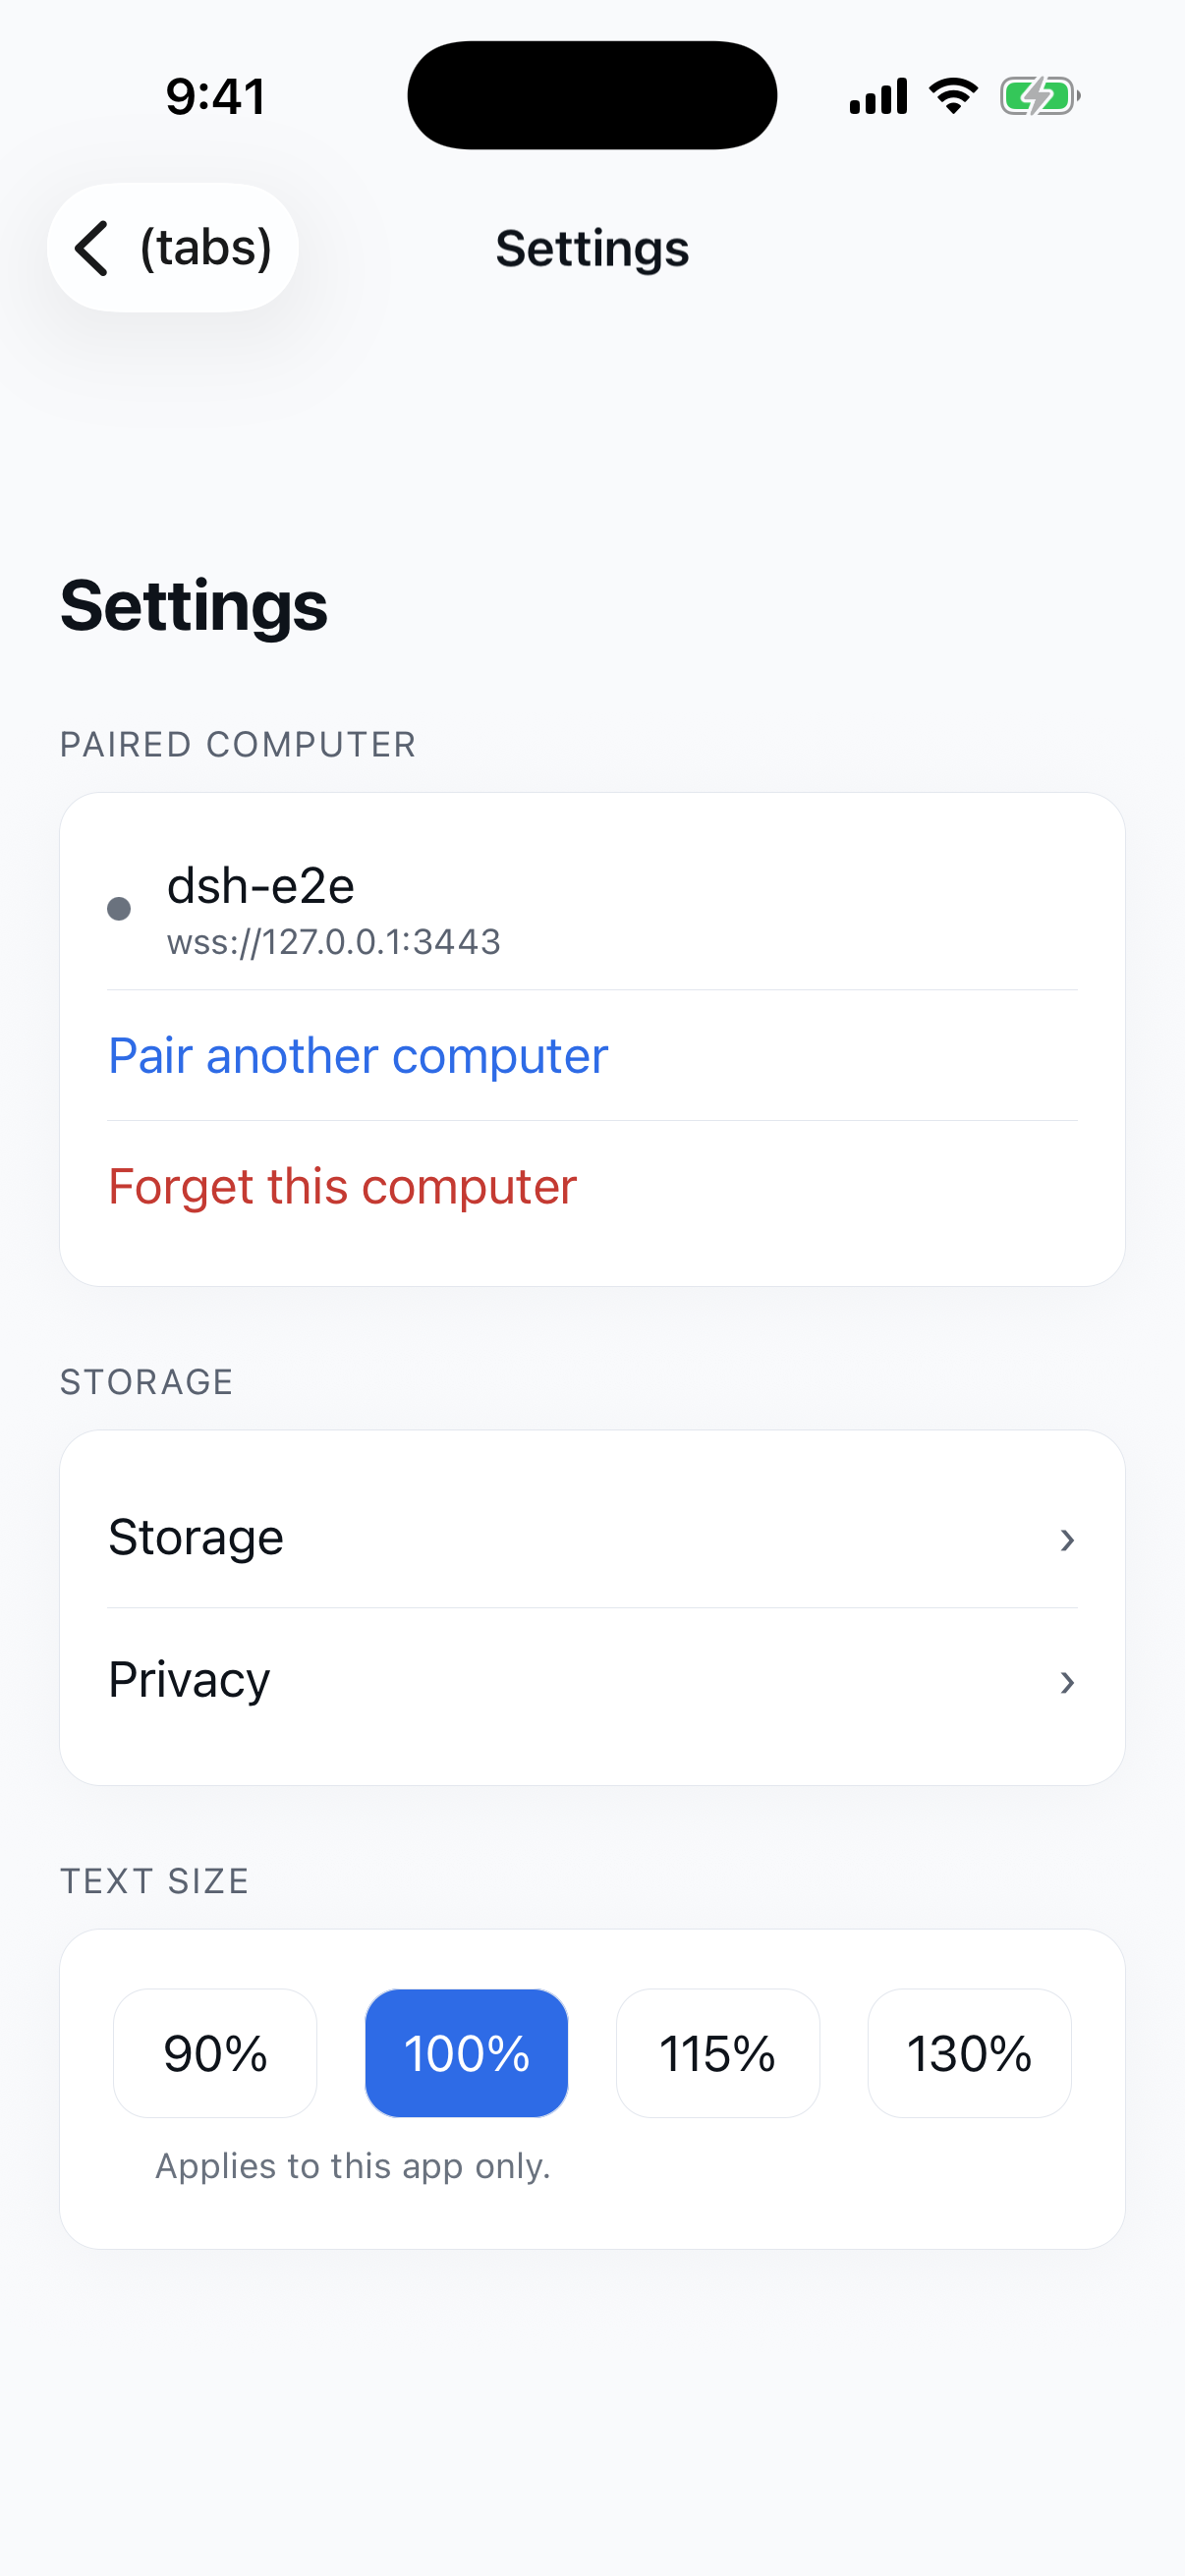 9:41
(tabs)
Settings
Settings
PAIRED COMPUTER
dsh-e2e
wss://127.0.0.1:3443
Pair another computer
Forget this computer
STORAGE
Storage
Privacy
TEXT SIZE
90% 100% 115% 130%
Applies to this app only.